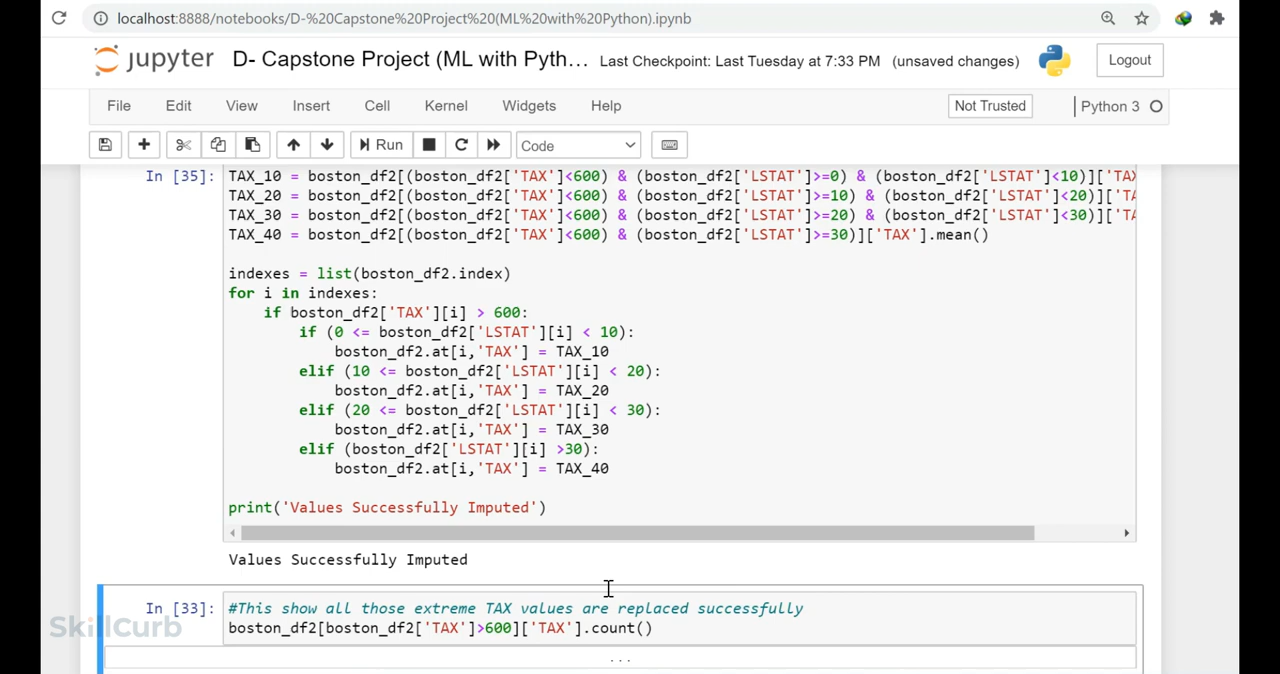 localhost:8888/notebooks/D-%20Capstone%20Project%20(ML%20with%20Python).ipynb
jupyter D- Capstone Project (ML with Pyth... Last Checkpoint: Last Tuesday at 7:33 PM (unsaved changes) Logout
File Edit View Insert Cell Kernel Widgets Help Not Trusted Python 3
Run Code
In [35]: TAX_10 = boston_df2[(boston_df2['TAX']<600) & (boston_df2['LSTAT']>=0) & (boston_df2['LSTAT']<10)]['TAX
TAX_20 = boston_df2[(boston_df2['TAX']<600) & (boston_df2['LSTAT']>=10) & (boston_df2['LSTAT']<20)]['T
TAX_30 = boston_df2[(boston_df2['TAX']<600) & (boston_df2['LSTAT']>=20) & (boston_df2['LSTAT']<30)]['TA
TAX_40 = boston_df2[(boston_df2['TAX']<600) & (boston_df2['LSTAT']>=30)]['TAX'].mean()
indexes = list(boston_df2.index)
for i in indexes:
if boston_df2['TAX'][i] > 600:
if (0 <= boston_df2['LSTAT'][i] < 10):
boston_df2.at[i,'TAX'] = TAX_10
elif (10 <= boston_df2['LSTAT'][i] < 20):
boston_df2.at[i,'TAX'] = TAX_20
elif (20 <= boston_df2['LSTAT'][i] < 30):
boston_df2.at[i,'TAX'] = TAX_30
elif (boston_df2['LSTAT'][i] >30):
boston_df2.at[i,'TAX'] = TAX_40
print('Values Successfully Imputed')
Values Successfully Imputed
In [33]: #This show all those extreme TAX values are replaced successfully
SkillCurb
boston_df2[boston_df2['TAX']>600]['TAX'].count()
...